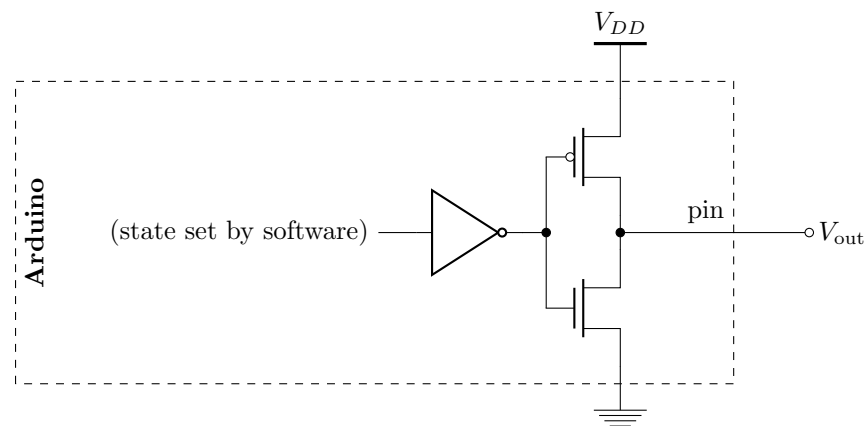 V_DD
Arduino
(state set by software)
pin
V_out